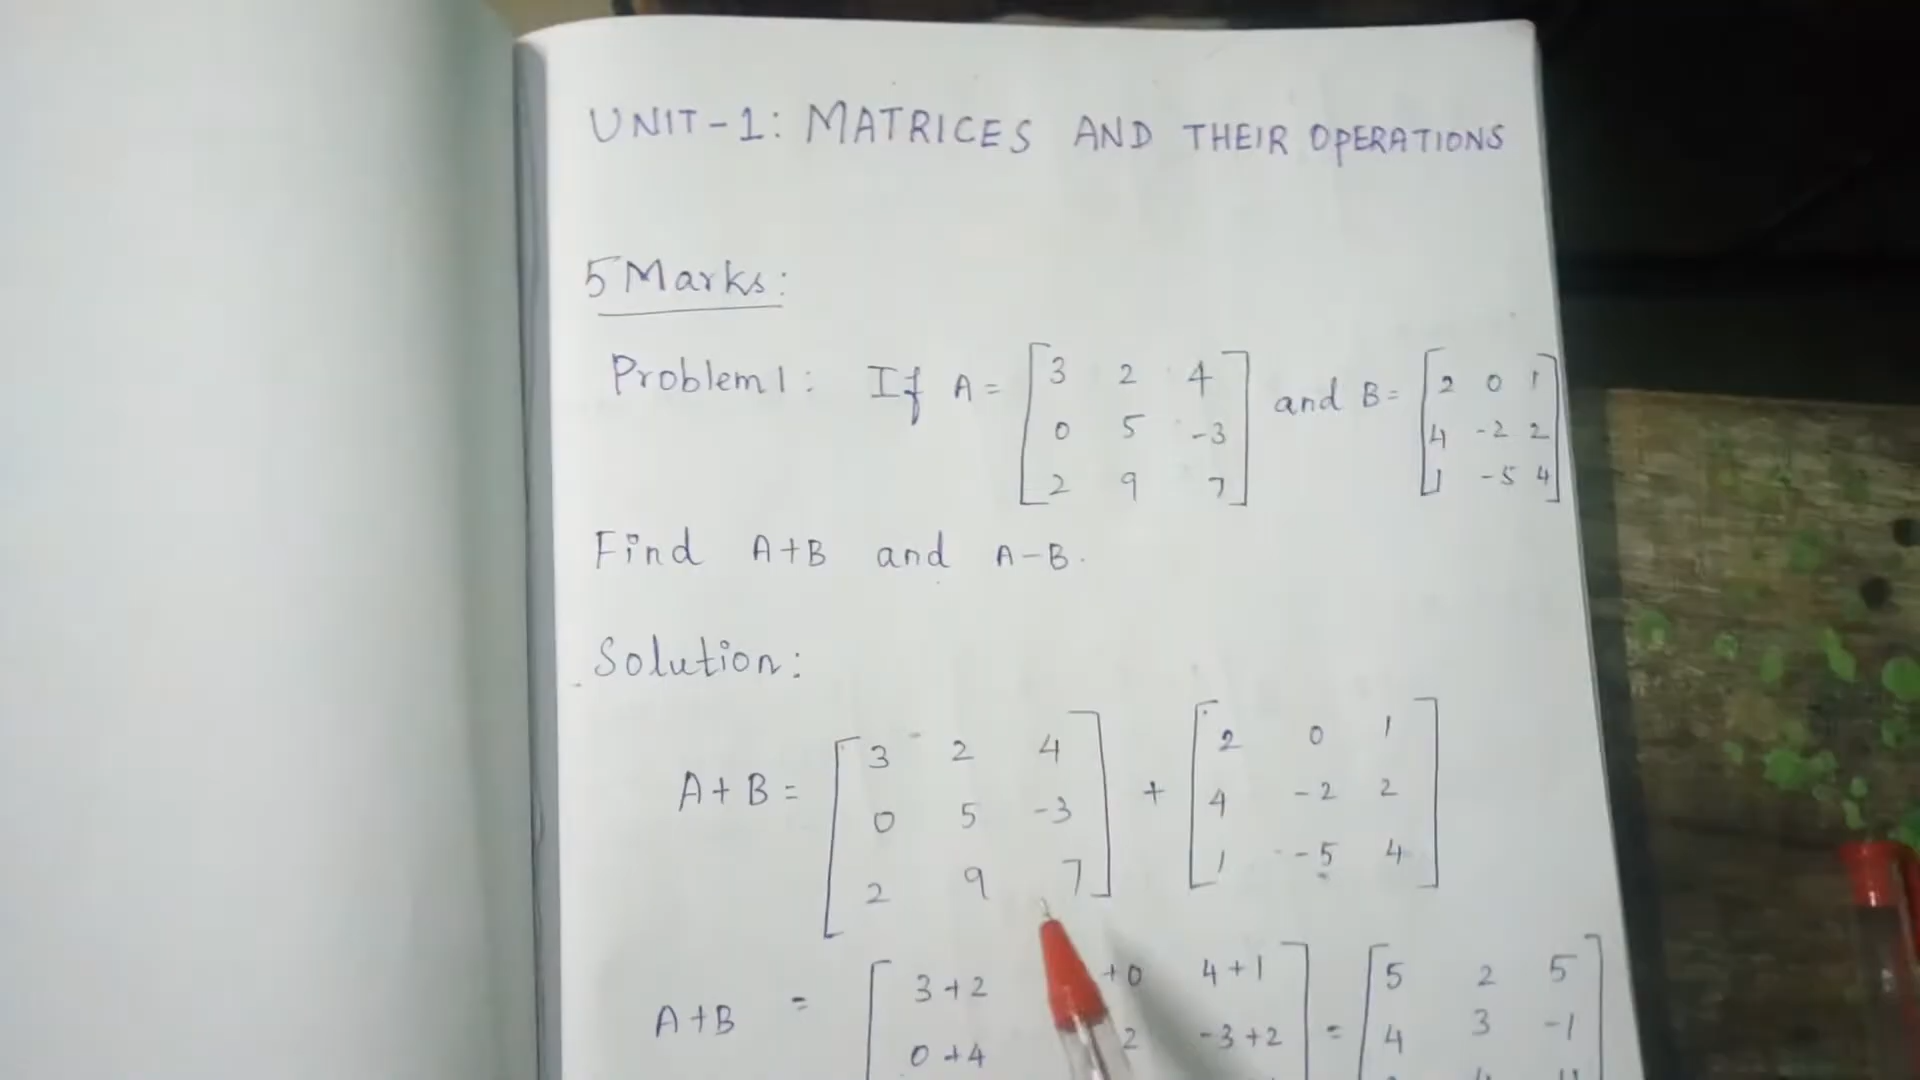 UNIT-1: MATRICES AND THEIR OPERATIONS
5 Marks:
Problem 1: If A = [3 2 4 and B = [2 0 1
0 5 -3 4 -2 2
2 9 7] 1 -5 4]
Find A+B and A-B.
Solution:
A+B = [3 2 4 + [2 0 1
0 5 -3 4 -2 2
2 9 7] 1 -5 4]
A+B = [3+2 +0 4+1 = [5 2 5
0+4 2 -3+2 4 3 -1